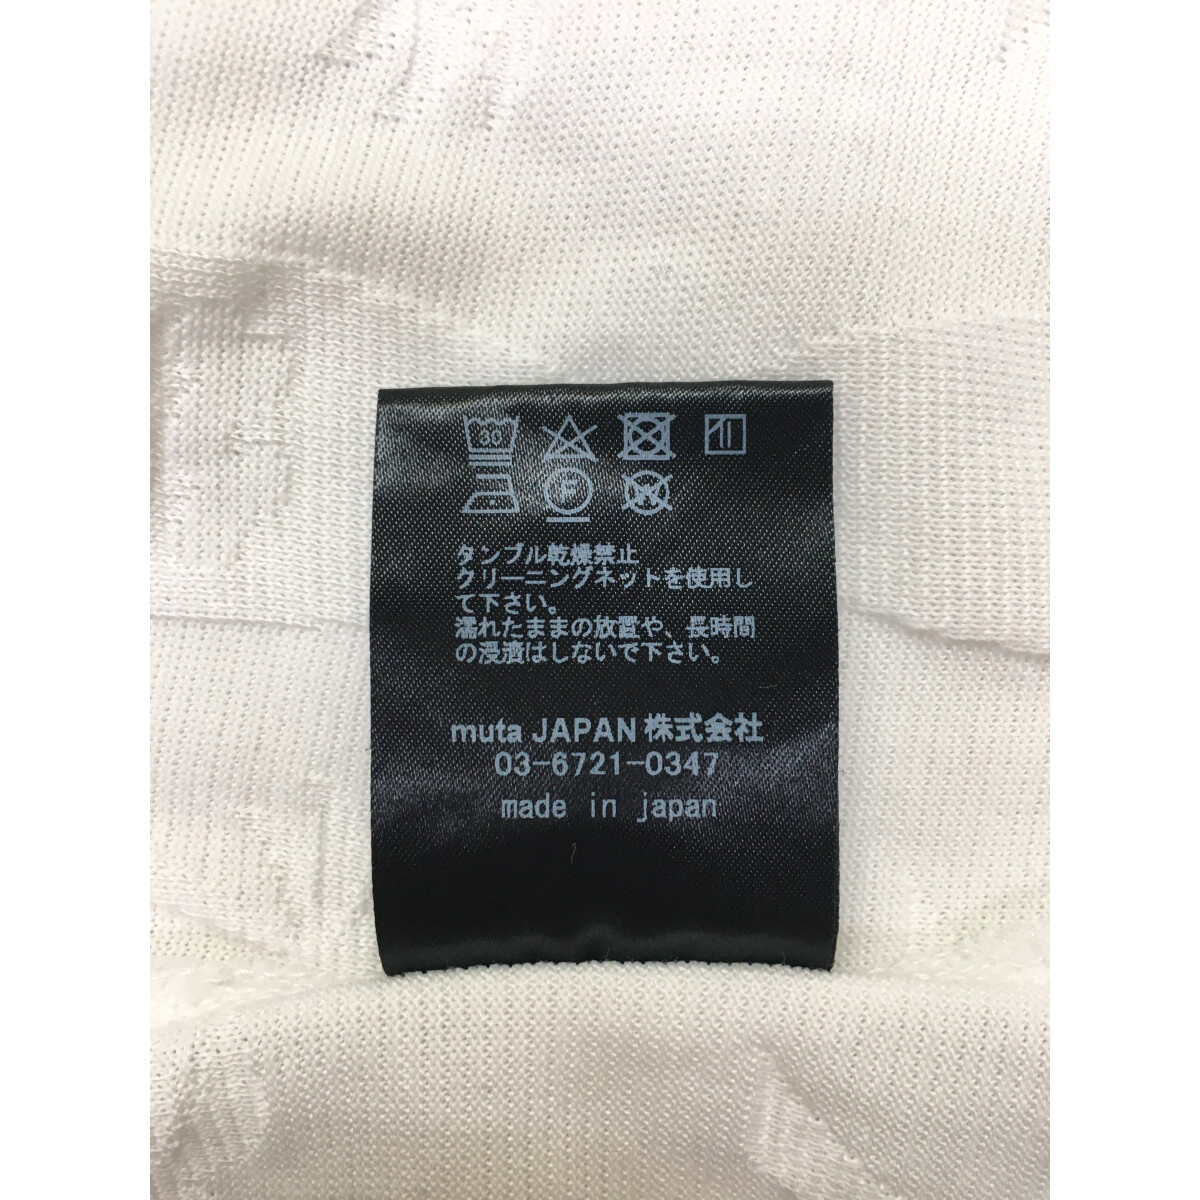 30
F
W
タンブル乾燥禁止
クリーニングネットを使用し
て下さい。
濡れたままの放置や、長時間
の浸漬はしないで下さい。
muta JAPAN 株式会社
03-6721-0347
made in japan